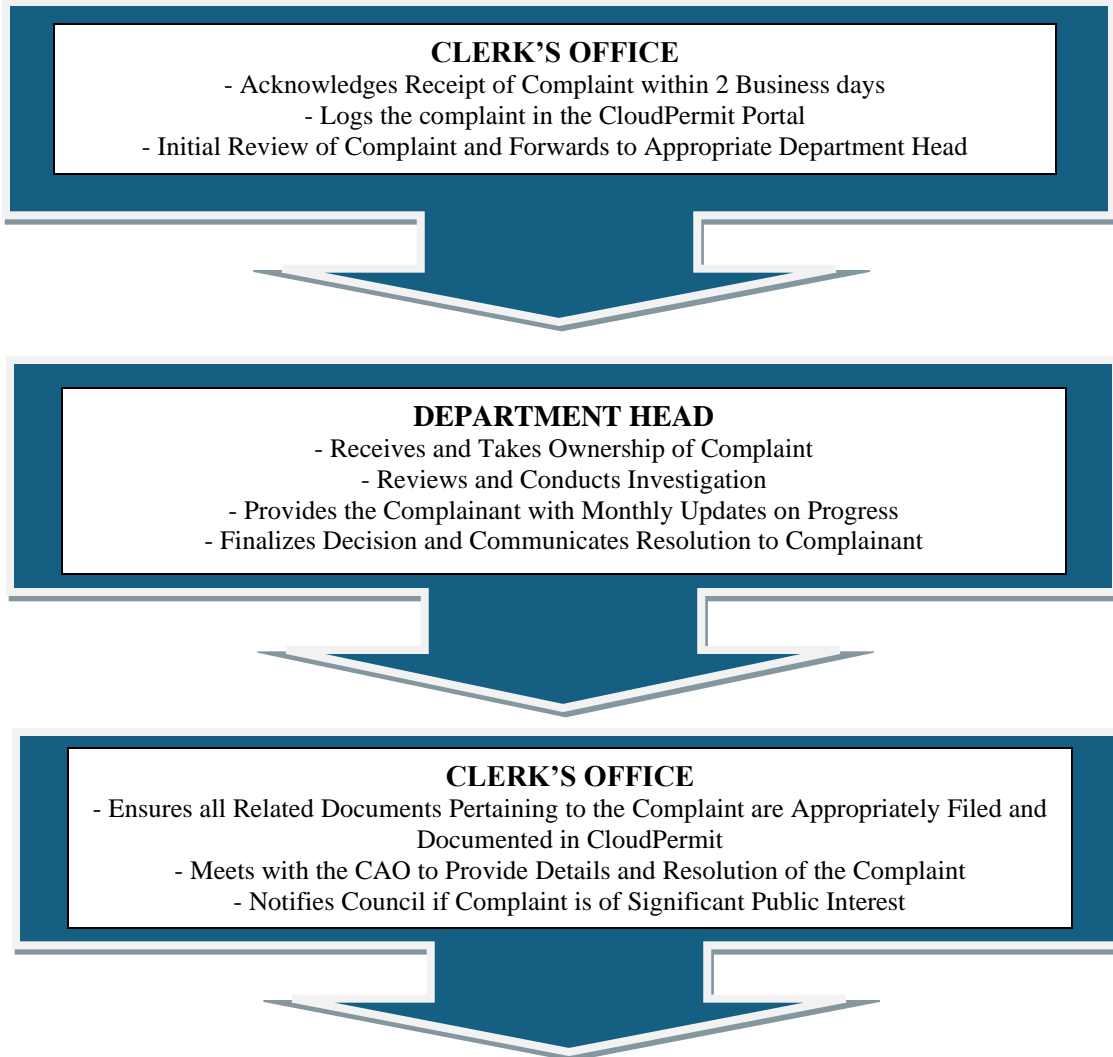 CLERK’S OFFICE
- Acknowledges Receipt of Complaint within 2 Business days
- Logs the complaint in the CloudPermit Portal
- Initial Review of Complaint and Forwards to Appropriate Department Head
DEPARTMENT HEAD
- Receives and Takes Ownership of Complaint
- Reviews and Conducts Investigation
- Provides the Complainant with Monthly Updates on Progress
- Finalizes Decision and Communicates Resolution to Complainant
CLERK’S OFFICE
- Ensures all Related Documents Pertaining to the Complaint are Appropriately Filed and
Documented in CloudPermit
- Meets with the CAO to Provide Details and Resolution of the Complaint
- Notifies Council if Complaint is of Significant Public Interest